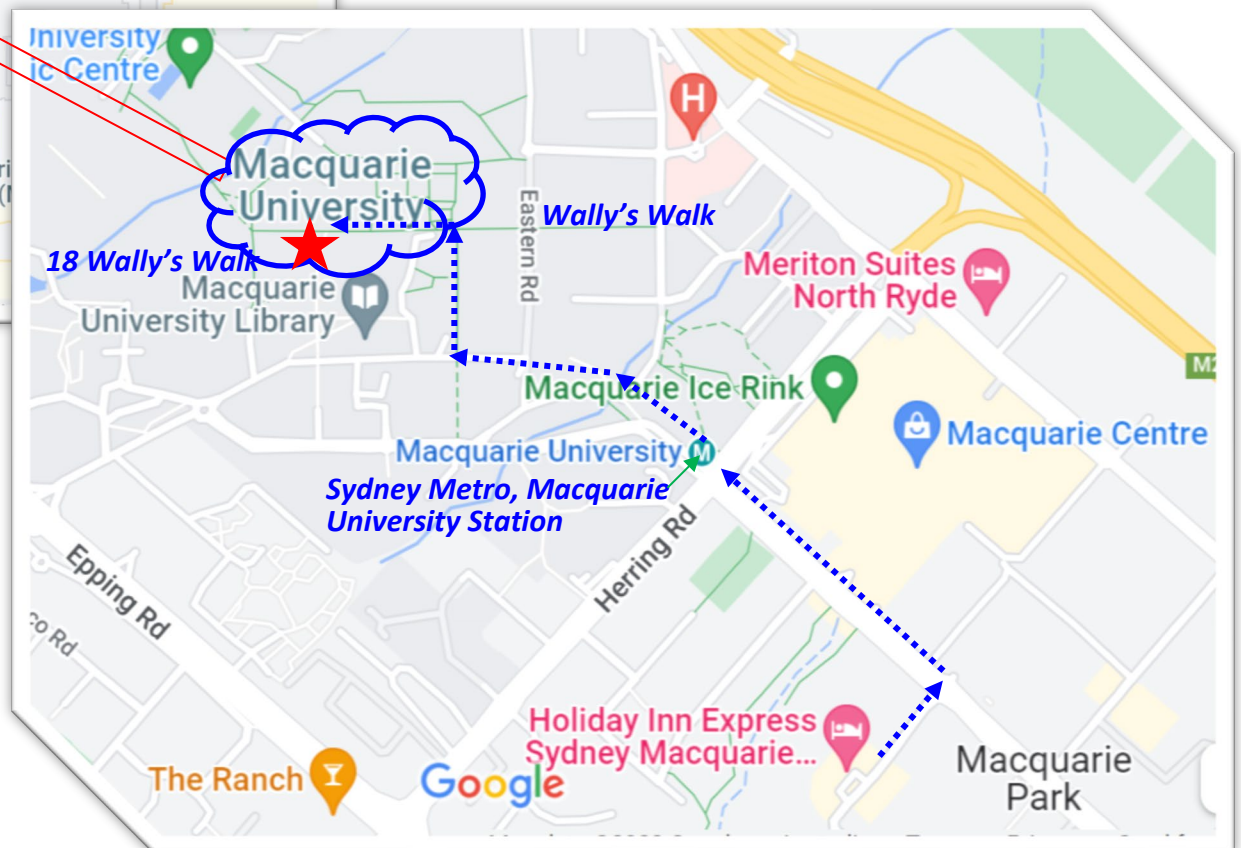 University
ic Centre
H
Macquarie
University
Eastern Rd
Wally's Walk
18 Wally's Walk
Macquarie
University Library
Meriton Suites
North Ryde
M2
Macquarie Ice Rink
Macquarie Centre
Macquarie University
M
Sydney Metro, Macquarie
University Station
Herring Rd
Epping Rd
co Rd
Holiday Inn Express
Sydney Macquarie...
The Ranch
Google
Macquarie
Park